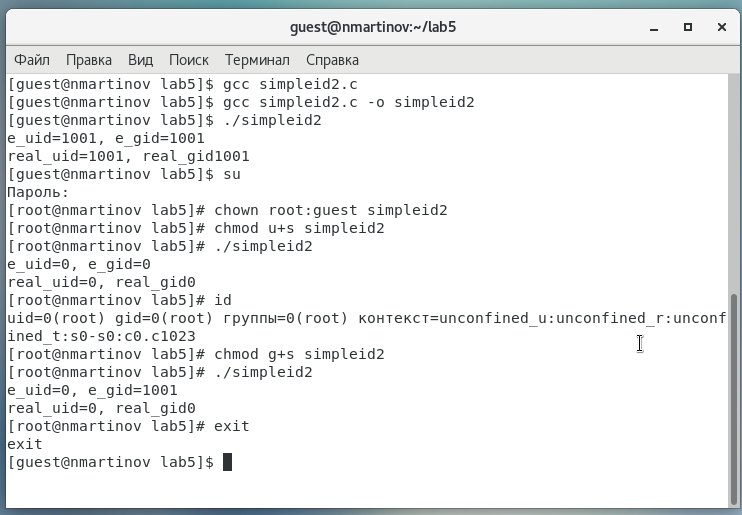 guest@nmartinov:~/lab5
Файл Правка Вид Поиск Терминал Справка
[guest@nmartinov lab5]$ gcc simpleid2.c
[guest@nmartinov lab5]$ gcc simpleid2.c -o simpleid2
[guest@nmartinov lab5]$ ./simpleid2
e_uid=1001, e_gid=1001
real_uid=1001, real_gid1001
[guest@nmartinov lab5]$ su
Пароль:
[root@nmartinov lab5]# chown root:guest simpleid2
[root@nmartinov lab5]# chmod u+s simpleid2
[root@nmartinov lab5]# ./simpleid2
e_uid=0, e_gid=0
real_uid=0, real_gid0
[root@nmartinov lab5]# id
uid=0(root) gid=0(root) группы=0(root) контекст=unconfined_u:unconfined_r:unconf
ined_t:s0-s0:c0.c1023
[root@nmartinov lab5]# chmod g+s simpleid2
[root@nmartinov lab5]# ./simpleid2
e_uid=0, e_gid=1001
real_uid=0, real_gid0
[root@nmartinov lab5]# exit
exit
[guest@nmartinov lab5]$